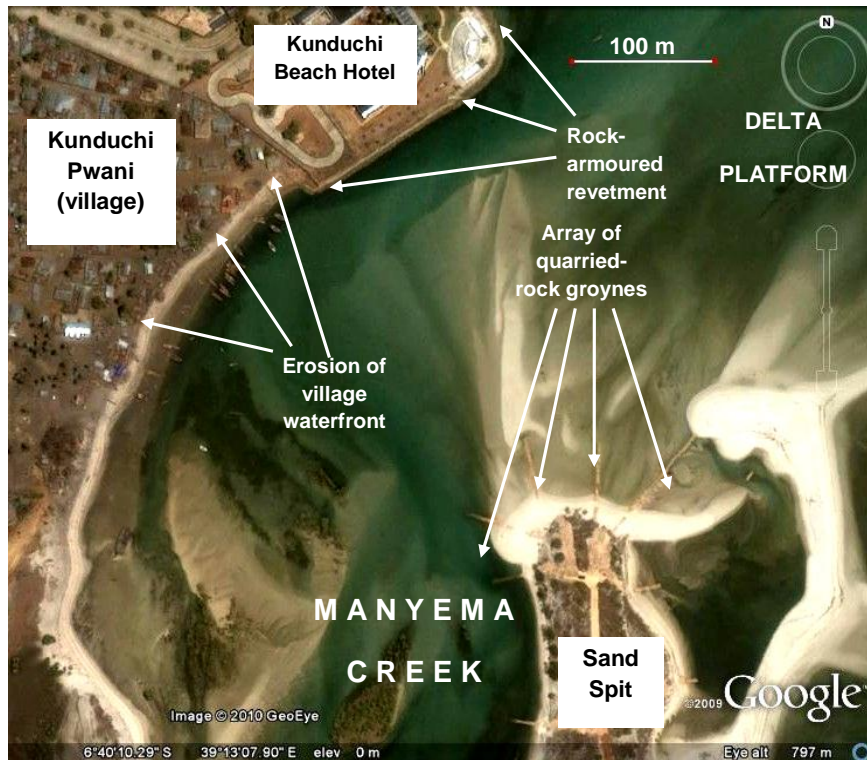 Kunduchi
Beach Hotel
100 m
N
DELTA
PLATFORM
Kunduchi
Pwani
(village)
Rock-
armoured
revetment
Array of
quarried-
rock groynes
Erosion of
village
waterfront
MANYEMA
CREEK
Sand
Spit
©2009 Google
Image © 2010 GeoEye
6°40'10.29" S 39°13'07.90" E elev 0 m Eye alt 797 m